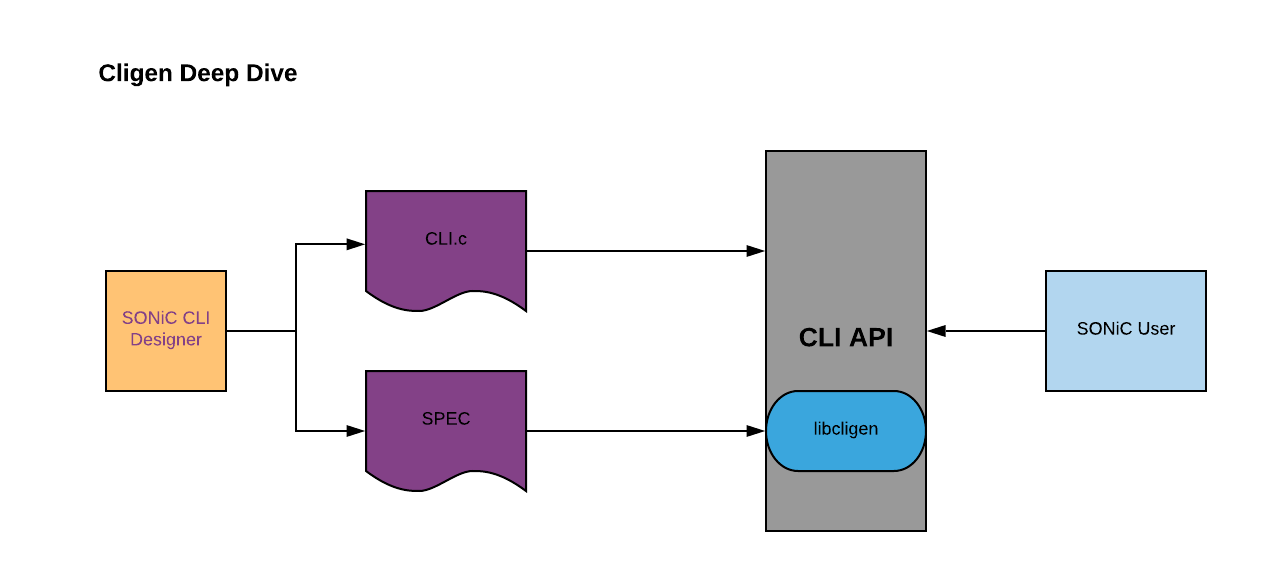 Cligen Deep Dive
CLI.c
SONiC CLI
Designer
SPEC
CLI API
libcligen
SONiC User